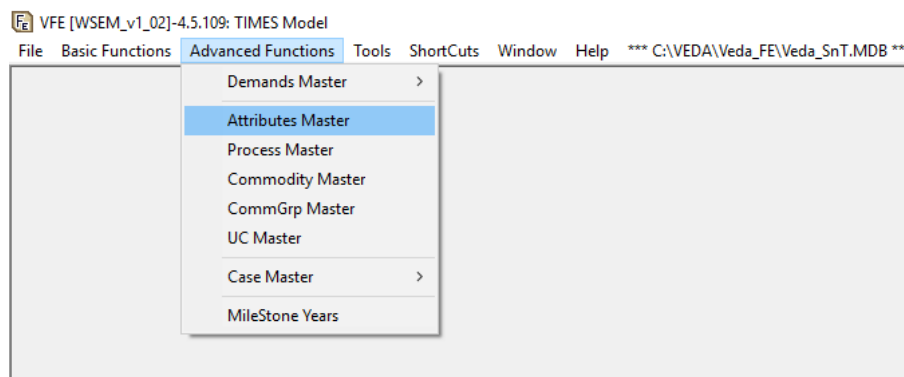 VFE [WSEM_v1_02]-4.5.109: TIMES Model
File Basic Functions Advanced Functions Tools ShortCuts Window Help *** C:\VEDA\Veda_FE\Veda_SnT.MDB **
Demands Master
Attributes Master
Process Master
Commodity Master
CommGrp Master
UC Master
Case Master
MileStone Years